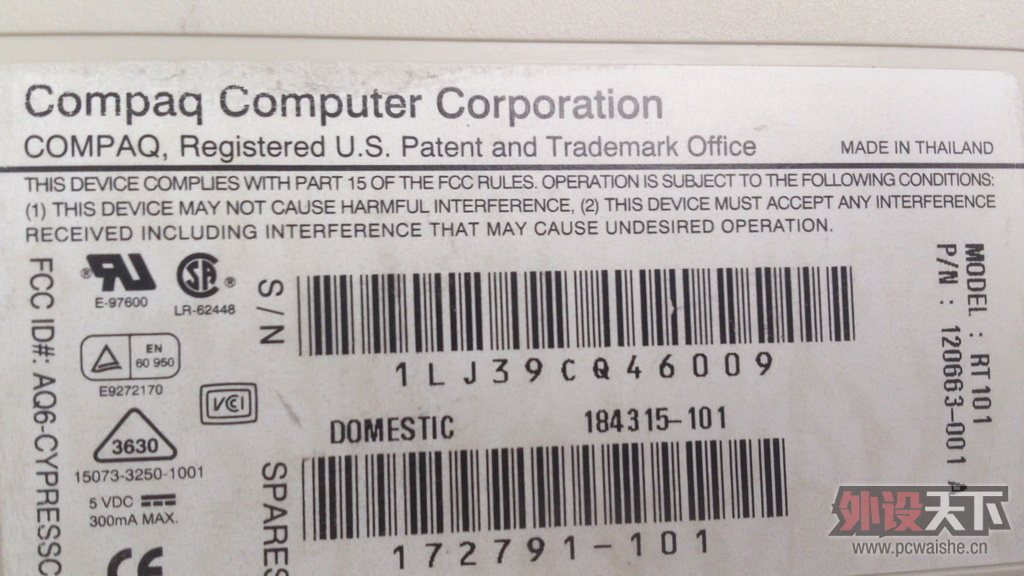 Compaq Computer Corporation
COMPAQ, Registered U.S. Patent and Trademark Office
MADE IN THAILAND
THIS DEVICE COMPLIES WITH PART 15 OF THE FCC RULES. OPERATION IS SUBJECT TO THE FOLLOWING CONDITIONS:
(1) THIS DEVICE MAY NOT CAUSE HARMFUL INTERFERENCE, (2) THIS DEVICE MUST ACCEPT ANY INTERFERENCE
RECEIVED INCLUDING INTERFERENCE THAT MAY CAUSE UNDESIRED OPERATION.
FCC ID#: AQ6-CYPRESSC
®
E-97600
SA ®
LR-62448
EN
60 950
E9272170
VCI
3630
15073-3250-1001
5 VDC
300mA MAX.
CE
S/N
1LJ39CQ46009
DOMESTIC 184315-101
SPARES
172791-101
MODEL : RT101
P/N : 120663-001 A
外设天下
www.pcwaishe.cn